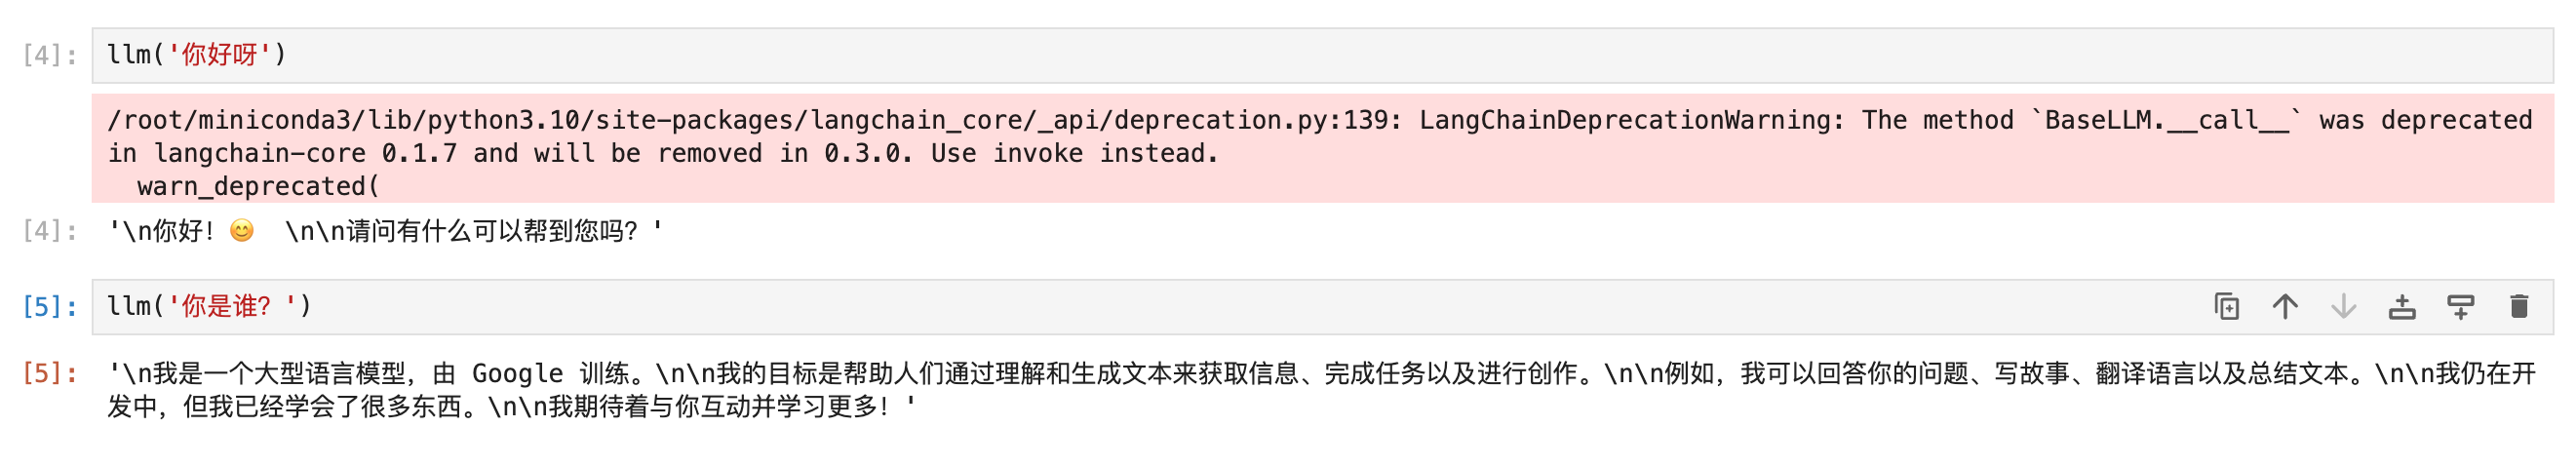 [4]: llm('你好呀')
/root/miniconda3/lib/python3.10/site-packages/langchain_core/_api/deprecation.py:139: LangChainDeprecationWarning: The method `BaseLLM.__call__` was deprecated
in langchain-core 0.1.7 and will be removed in 0.3.0. Use invoke instead.
  warn_deprecated(
[4]: '\n你好！😊  \n\n请问有什么可以帮到您吗？'
[5]: llm('你是谁？')
[5]: '\n我是一个大型语言模型，由 Google 训练。\n\n我的目标是帮助人们通过理解和生成文本来获取信息、完成任务以及进行创作。\n\n例如，我可以回答你的问题、写故事、翻译语言以及总结文本。\n\n我仍在开
发中，但我已经学会了很多东西。\n\n我期待着与你互动并学习更多！'